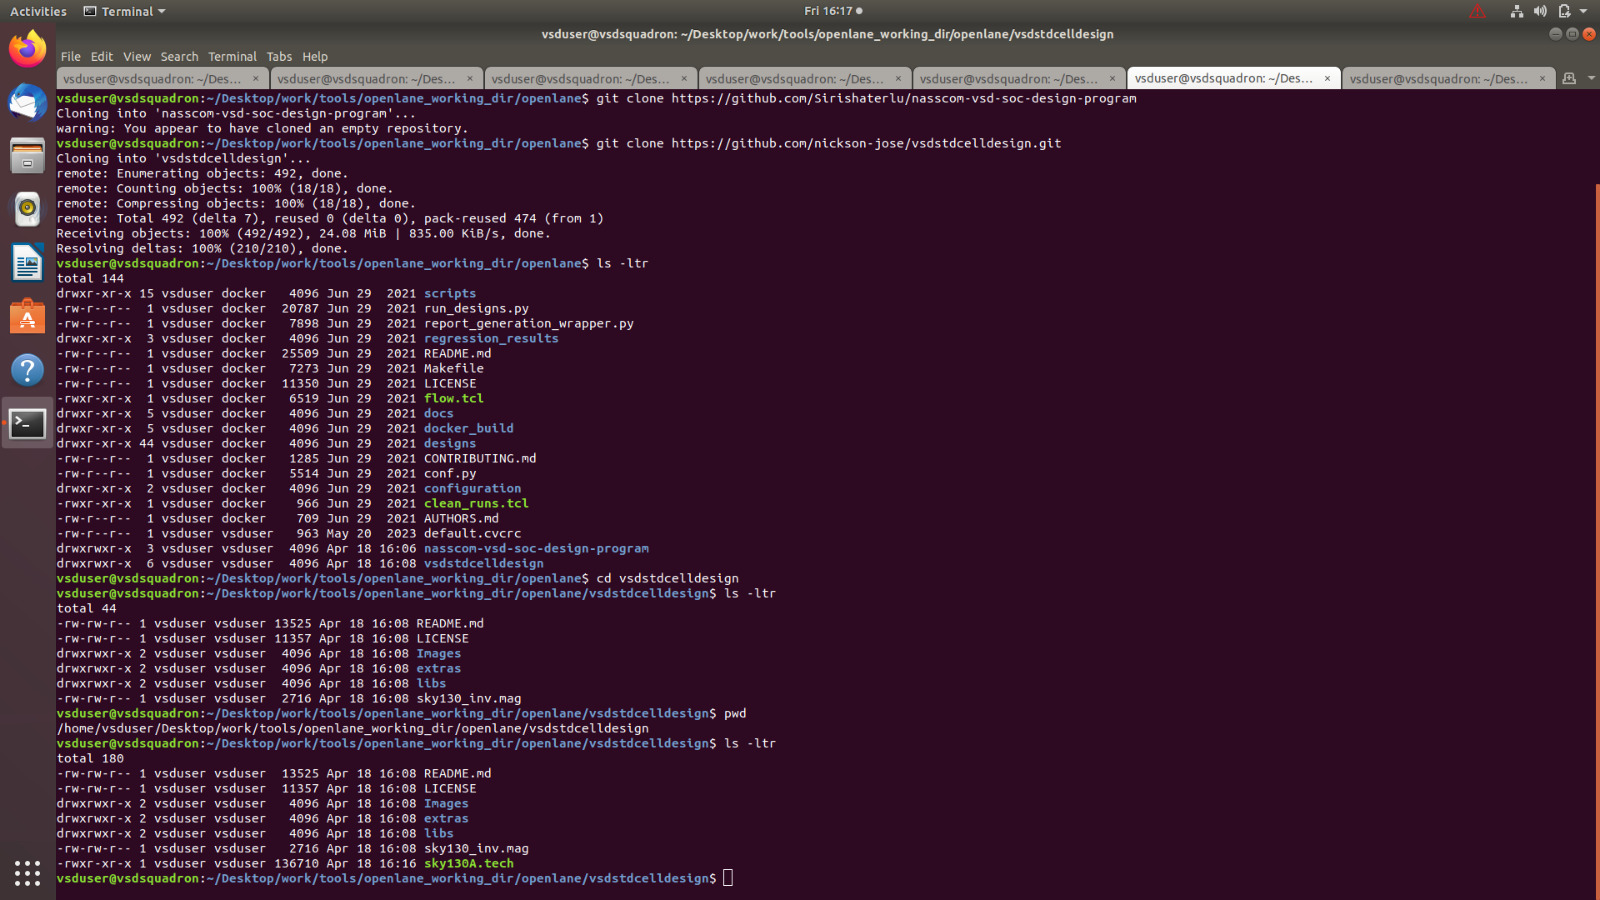 Activities Terminal Fri 16:17
vsduser@vsdsquadron: ~/Desktop/work/tools/openlane_working_dir/openlane/vsdstdcelldesign
File Edit View Search Terminal Tabs Help
vsduser@vsdsquadron: ~/Des... × vsduser@vsdsquadron: ~/Des... × vsduser@vsdsquadron: ~/Des... × vsduser@vsdsquadron: ~/Des... × vsduser@vsdsquadron: ~/Des... × vsduser@vsdsquadron: ~/Des... × vsduser@vsdsquadron: ~/Des... ×
vsduser@vsdsquadron:~/Desktop/work/tools/openlane_working_dir/openlane$ git clone https://github.com/Sirishaterlu/nasscom-vsd-soc-design-program
Cloning into 'nasscom-vsd-soc-design-program'...
warning: You appear to have cloned an empty repository.
vsduser@vsdsquadron:~/Desktop/work/tools/openlane_working_dir/openlane$ git clone https://github.com/nickson-jose/vsdstdcelldesign.git
Cloning into 'vsdstdcelldesign'...
remote: Enumerating objects: 492, done.
remote: Counting objects: 100% (18/18), done.
remote: Compressing objects: 100% (18/18), done.
remote: Total 492 (delta 7), reused 0 (delta 0), pack-reused 474 (from 1)
Receiving objects: 100% (492/492), 24.08 MiB | 835.00 KiB/s, done.
Resolving deltas: 100% (210/210), done.
vsduser@vsdsquadron:~/Desktop/work/tools/openlane_working_dir/openlane$ ls -ltr
total 144
drwxr-xr-x 15 vsduser docker   4096 Jun 29  2021 scripts
-rw-r--r--  1 vsduser docker  20787 Jun 29  2021 run_designs.py
-rw-r--r--  1 vsduser docker   7898 Jun 29  2021 report_generation_wrapper.py
drwxr-xr-x  3 vsduser docker   4096 Jun 29  2021 regression_results
-rw-r--r--  1 vsduser docker  25509 Jun 29  2021 README.md
-rw-r--r--  1 vsduser docker   7273 Jun 29  2021 Makefile
-rw-r--r--  1 vsduser docker  11350 Jun 29  2021 LICENSE
-rwxr-xr-x  1 vsduser docker   6519 Jun 29  2021 flow.tcl
drwxr-xr-x  5 vsduser docker   4096 Jun 29  2021 docs
drwxr-xr-x  5 vsduser docker   4096 Jun 29  2021 docker_build
drwxr-xr-x 44 vsduser docker   4096 Jun 29  2021 designs
-rw-r--r--  1 vsduser docker   1285 Jun 29  2021 CONTRIBUTING.md
-rw-r--r--  1 vsduser docker   5514 Jun 29  2021 conf.py
drwxr-xr-x  2 vsduser docker   4096 Jun 29  2021 configuration
-rwxr-xr-x  1 vsduser docker    966 Jun 29  2021 clean_runs.tcl
-rw-r--r--  1 vsduser docker    709 Jun 29  2021 AUTHORS.md
-rw-r--r--  1 vsduser vsduser   963 May 20  2023 default.cvcrc
drwxrwxr-x  3 vsduser vsduser  4096 Apr 18 16:06 nasscom-vsd-soc-design-program
drwxrwxr-x  6 vsduser vsduser  4096 Apr 18 16:08 vsdstdcelldesign
vsduser@vsdsquadron:~/Desktop/work/tools/openlane_working_dir/openlane$ cd vsdstdcelldesign
vsduser@vsdsquadron:~/Desktop/work/tools/openlane_working_dir/openlane/vsdstdcelldesign$ ls -ltr
total 44
-rw-rw-r-- 1 vsduser vsduser 13525 Apr 18 16:08 README.md
-rw-rw-r-- 1 vsduser vsduser 11357 Apr 18 16:08 LICENSE
drwxrwxr-x 2 vsduser vsduser  4096 Apr 18 16:08 Images
drwxrwxr-x 2 vsduser vsduser  4096 Apr 18 16:08 extras
drwxrwxr-x 2 vsduser vsduser  4096 Apr 18 16:08 libs
-rw-rw-r-- 1 vsduser vsduser  2716 Apr 18 16:08 sky130_inv.mag
vsduser@vsdsquadron:~/Desktop/work/tools/openlane_working_dir/openlane/vsdstdcelldesign$ pwd
/home/vsduser/Desktop/work/tools/openlane_working_dir/openlane/vsdstdcelldesign
vsduser@vsdsquadron:~/Desktop/work/tools/openlane_working_dir/openlane/vsdstdcelldesign$ ls -ltr
total 180
-rw-rw-r-- 1 vsduser vsduser  13525 Apr 18 16:08 README.md
-rw-rw-r-- 1 vsduser vsduser  11357 Apr 18 16:08 LICENSE
drwxrwxr-x 2 vsduser vsduser   4096 Apr 18 16:08 Images
drwxrwxr-x 2 vsduser vsduser   4096 Apr 18 16:08 extras
drwxrwxr-x 2 vsduser vsduser   4096 Apr 18 16:08 libs
-rw-rw-r-- 1 vsduser vsduser   2716 Apr 18 16:08 sky130_inv.mag
-rwxr-xr-x 1 vsduser vsduser 136710 Apr 18 16:16 sky130A.tech
vsduser@vsdsquadron:~/Desktop/work/tools/openlane_working_dir/openlane/vsdstdcelldesign$